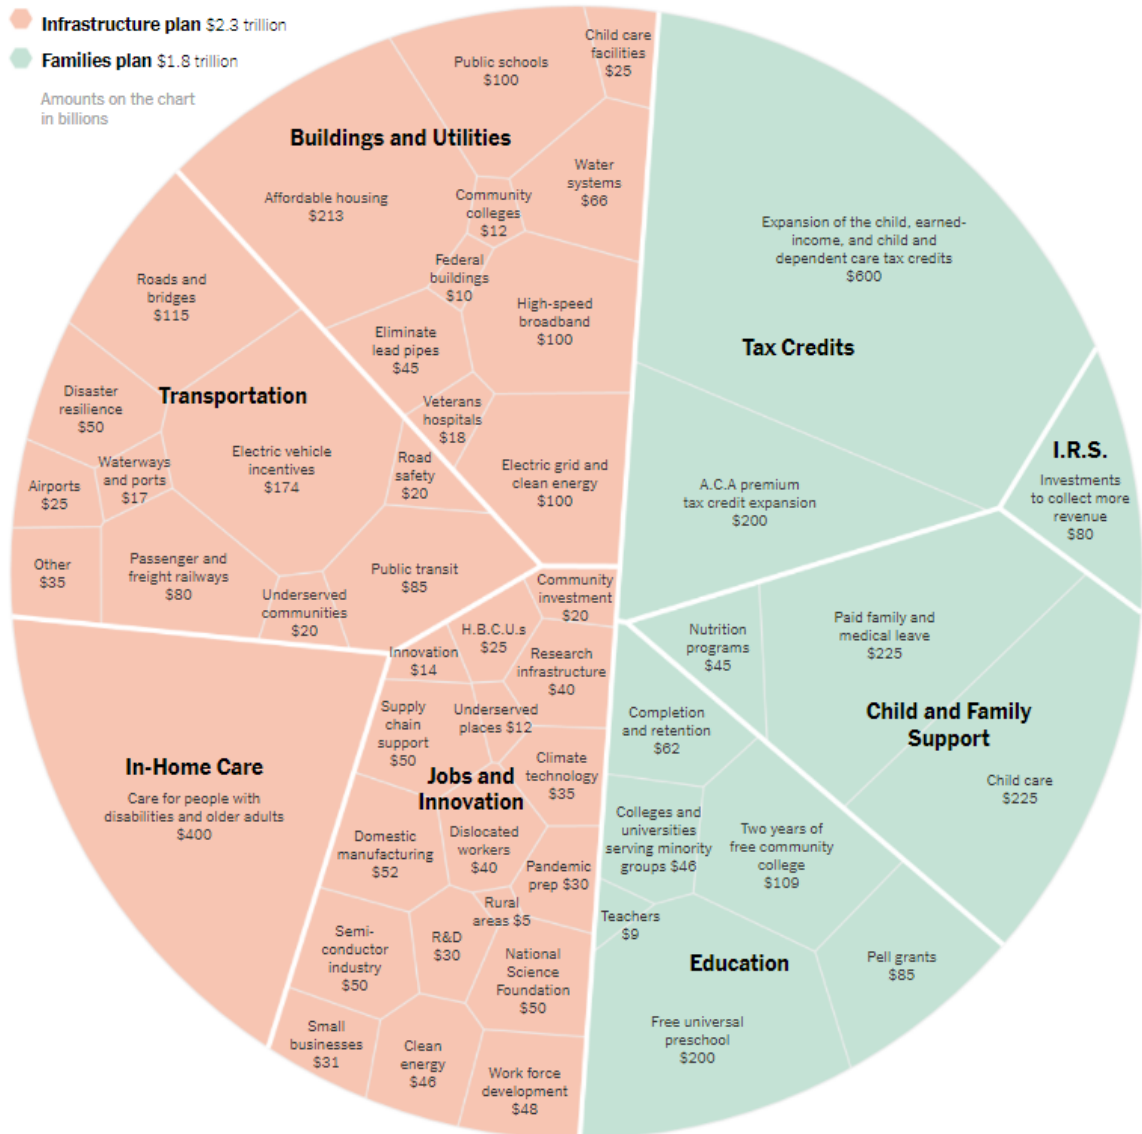 Infrastructure plan $2.3 trillion
Families plan $1.8 trillion
Amounts on the chart
in billions
Buildings and Utilities
Public schools
$100
Child care
facilities
$25
Affordable housing
$213
Community
colleges
$12
Water
systems
$66
Federal
buildings
$10
High-speed
broadband
$100
Eliminate
lead pipes
$45
Veterans
hospitals
$18
Electric grid and
clean energy
$100
Transportation
Roads and
bridges
$115
Disaster
resilience
$50
Waterways
and ports
$17
Electric vehicle
incentives
$174
Road
safety
$20
Airports
$25
Other
$35
Passenger and
freight railways
$80
Underserved
communities
$20
Public transit
$85
In-Home Care
Care for people with
disabilities and older adults
$400
Jobs and
Innovation
Community
investment
$20
H.B.C.U.s
$25
Innovation
$14
Research
infrastructure
$40
Supply
chain
support
$50
Underserved
places $12
Climate
technology
$35
Domestic
manufacturing
$52
Dislocated
workers
$40
Pandemic
prep $30
Rural
areas $5
Semi-
conductor
industry
$50
R&D
$30
National
Science
Foundation
$50
Small
businesses
$31
Clean
energy
$46
Work force
development
$48
Tax Credits
Expansion of the child, earned-
income, and child and
dependent care tax credits
$600
A.C.A premium
tax credit expansion
$200
I.R.S.
Investments
to collect more
revenue
$80
Child and Family
Support
Nutrition
programs
$45
Paid family and
medical leave
$225
Child care
$225
Education
Completion
and retention
$62
Colleges and
universities
serving minority
groups $46
Two years of
free community
college
$109
Teachers
$9
Pell grants
$85
Free universal
preschool
$200